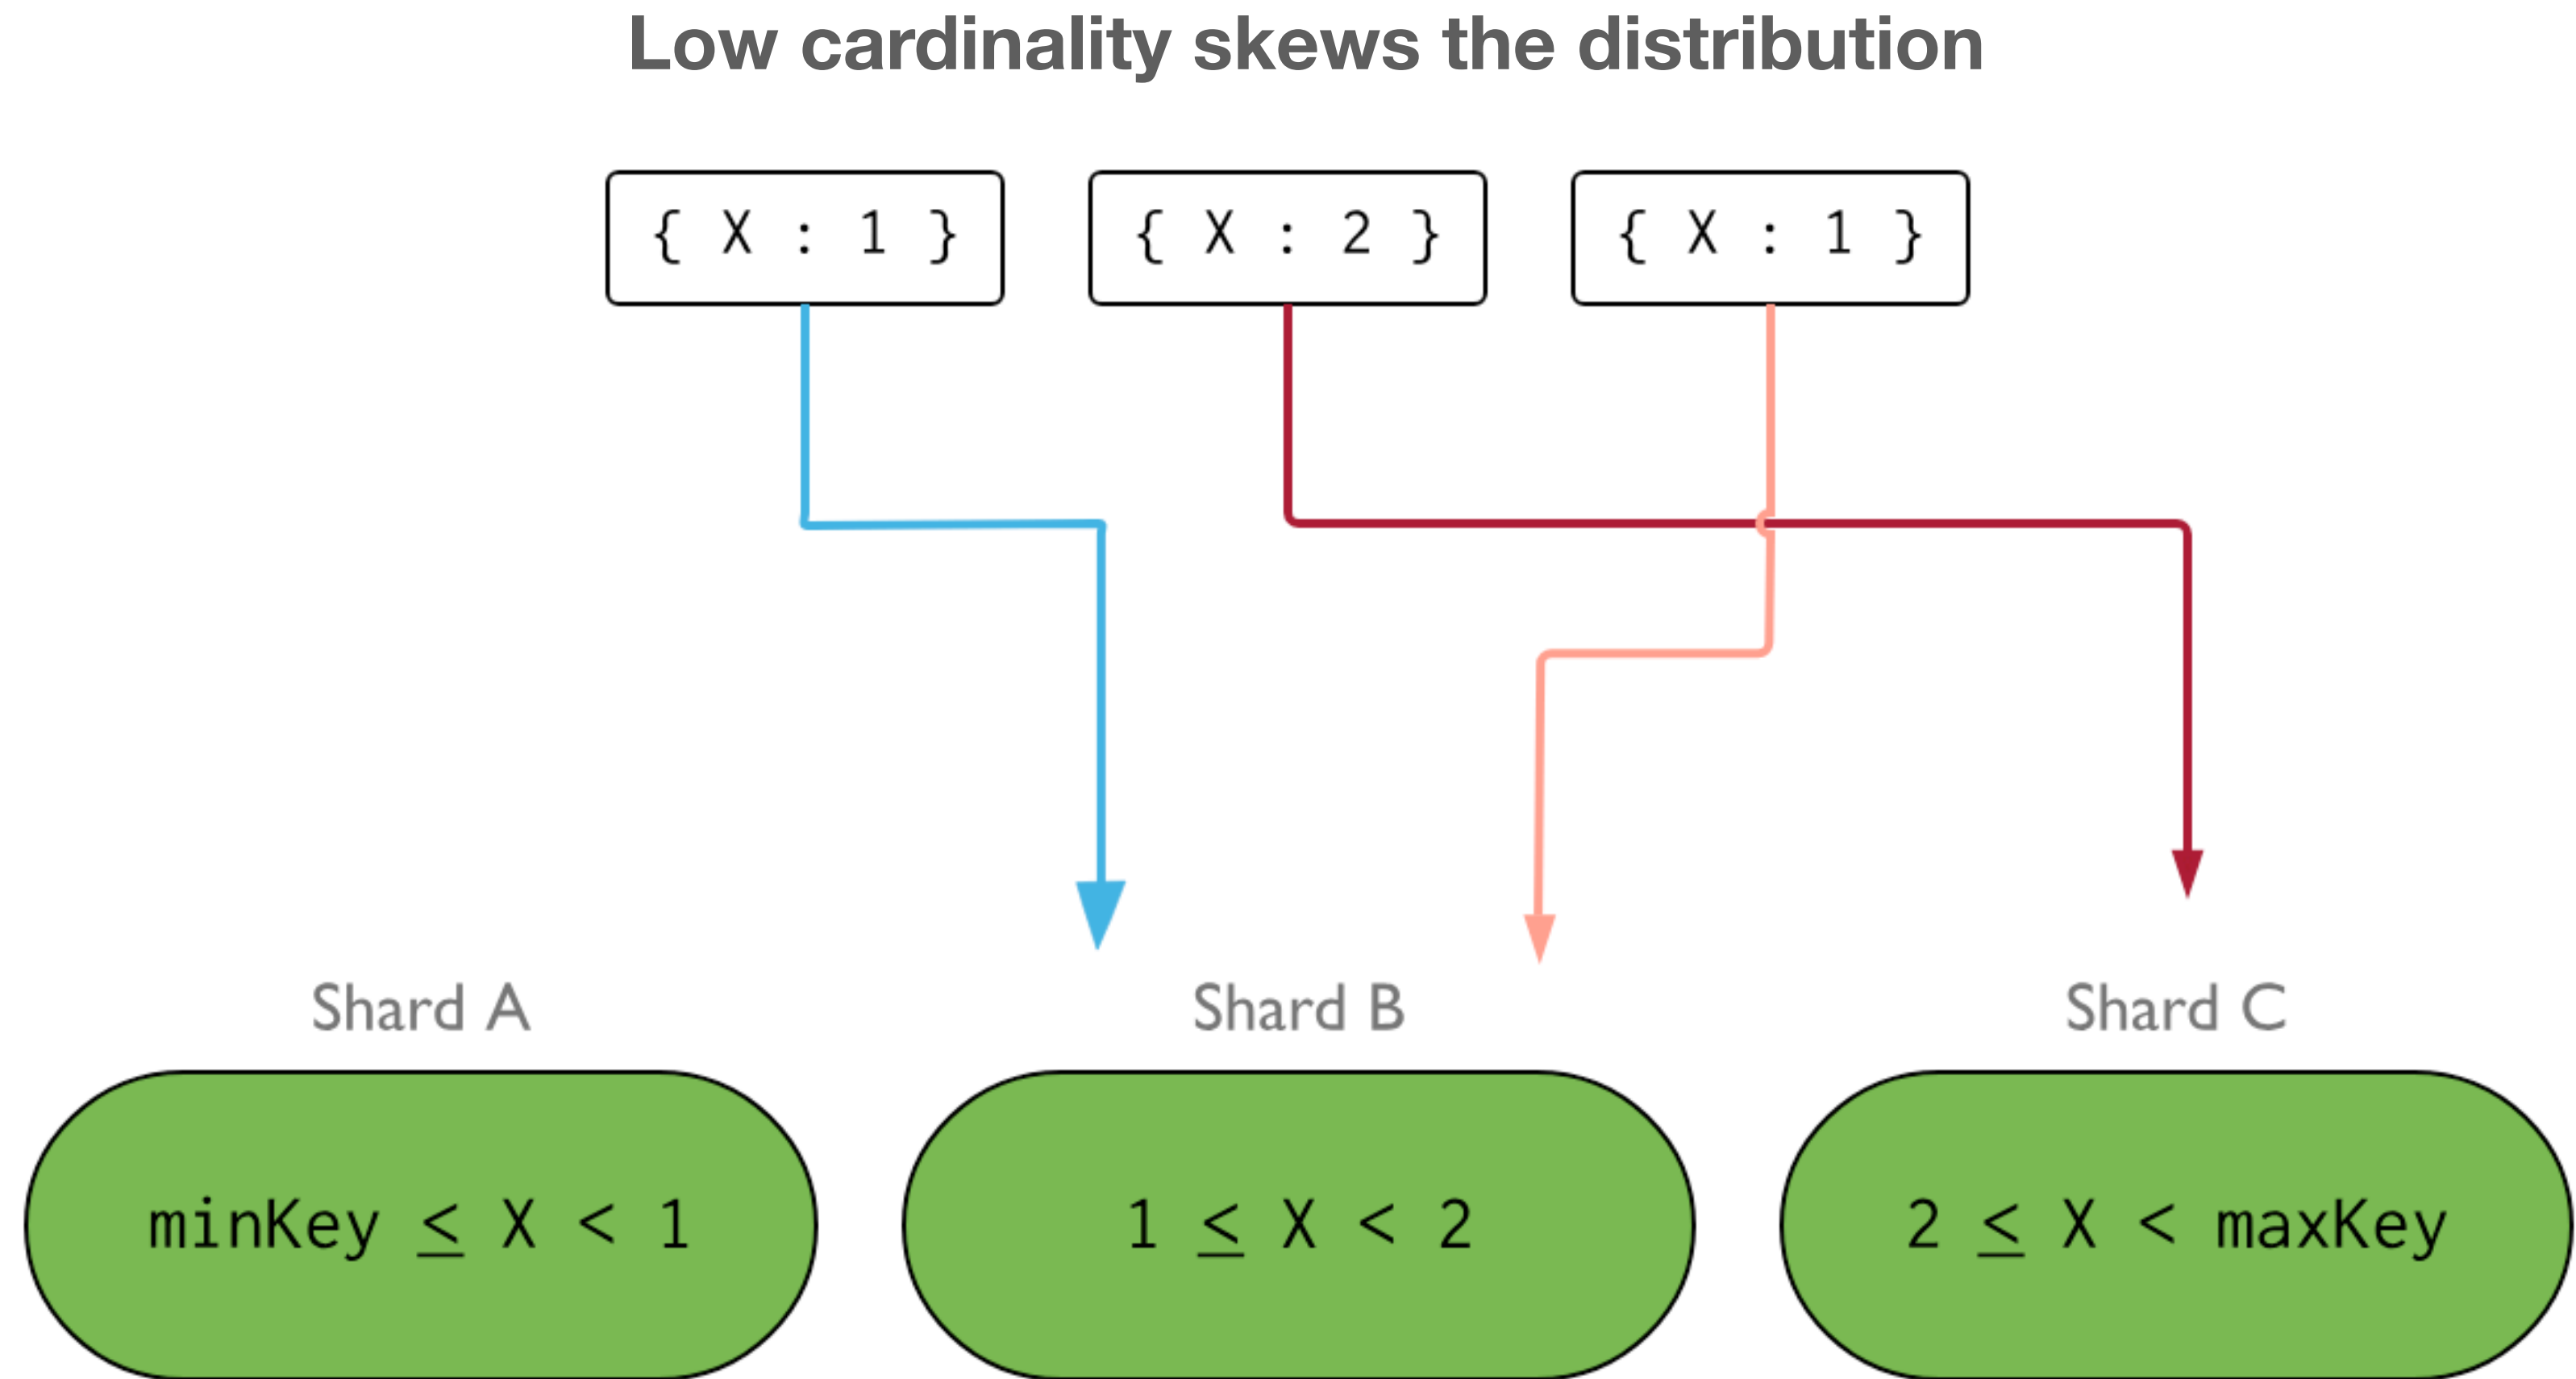 Low cardinality skews the distribution
{ X : 1 }
{ X : 2 }
{ X : 1 }
Shard A
Shard B
Shard C
minKey ≤ X < 1
1 ≤ X < 2
2 ≤ X < maxKey